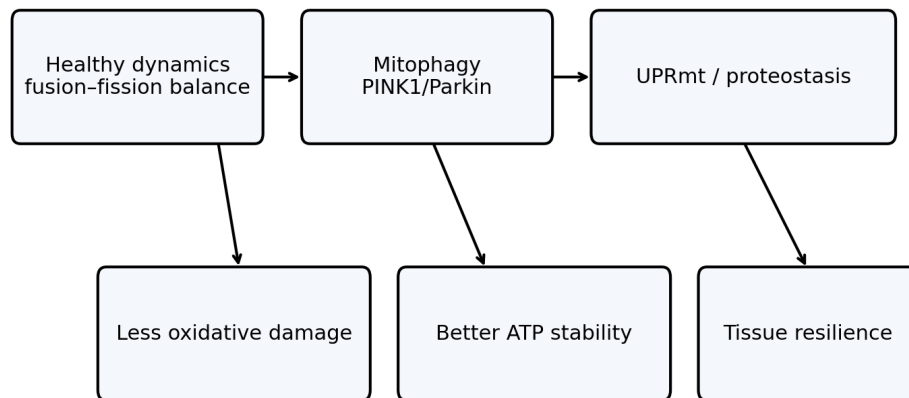 Healthy dynamics
fusion–fission balance
Mitophagy
PINK1/Parkin
UPRmt / proteostasis
Less oxidative damage
Better ATP stability
Tissue resilience